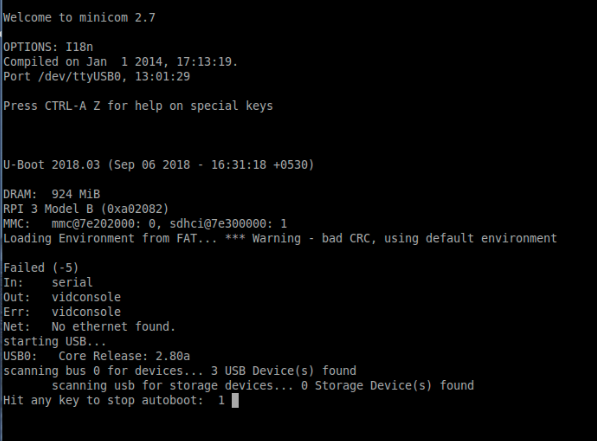 Welcome to minicom 2.7
OPTIONS: I18n
Compiled on Jan  1 2014, 17:13:19.
Port /dev/ttyUSB0, 13:01:29
Press CTRL-A Z for help on special keys
U-Boot 2018.03 (Sep 06 2018 - 16:31:18 +0530)
DRAM:  924 MiB
RPI 3 Model B (0xa02082)
MMC:   mmc@7e202000: 0, sdhci@7e300000: 1
Loading Environment from FAT... *** Warning - bad CRC, using default environment
Failed (-5)
In:    serial
Out:   vidconsole
Err:   vidconsole
Net:   No ethernet found.
starting USB...
USB0:   Core Release: 2.80a
scanning bus 0 for devices... 3 USB Device(s) found
       scanning usb for storage devices... 0 Storage Device(s) found
Hit any key to stop autoboot:  1